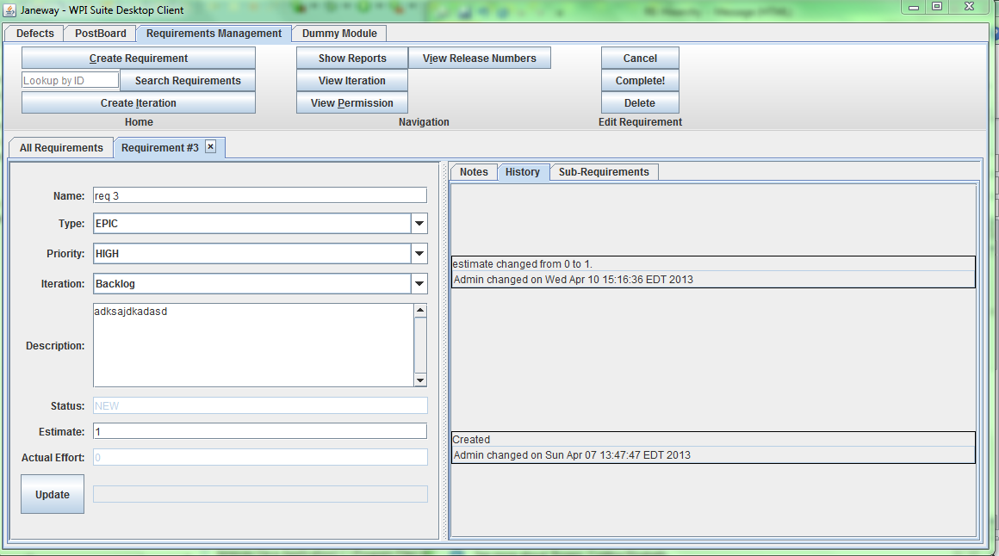 Janeway - WPI Suite Desktop Client
Defects PostBoard Requirements Management Dummy Module
Create Requirement Show Reports View Release Numbers Cancel
Lookup by ID Search Requirements View Iteration Complete!
Create Iteration View Permission Delete
Home Navigation Edit Requirement
All Requirements Requirement #3
Notes History Sub-Requirements
Name: req 3
Type: EPIC
Priority: HIGH
Iteration: Backlog
Description: adksajdkadasd
Status: NEW
Estimate: 1
Actual Effort: 0
Update
estimate changed from 0 to 1.
Admin changed on Wed Apr 10 15:16:36 EDT 2013
Created
Admin changed on Sun Apr 07 13:47:47 EDT 2013